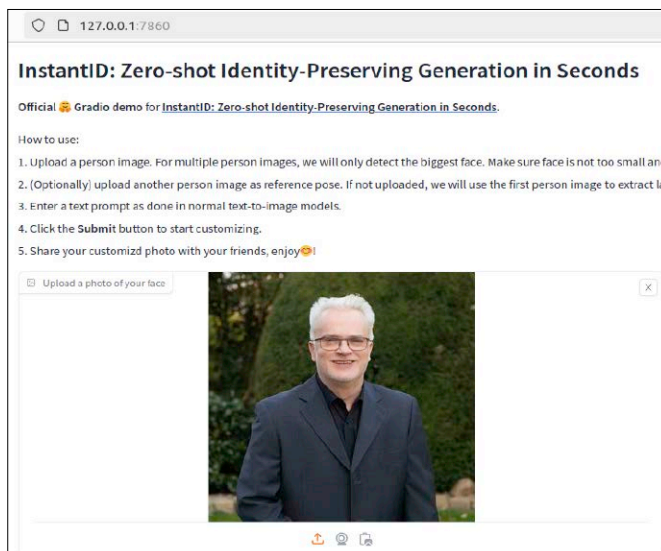 127.0.0.1:7860
InstantID: Zero-shot Identity-Preserving Generation in Seconds
Official 🤗 Gradio demo for InstantID: Zero-shot Identity-Preserving Generation in Seconds.
How to use:
1. Upload a person image. For multiple person images, we will only detect the biggest face. Make sure face is not too small and
2. (Optionally) upload another person image as reference pose. If not uploaded, we will use the first person image to extract
3. Enter a text prompt as done in normal text-to-image models.
4. Click the Submit button to start customizing.
5. Share your customizd photo with your friends, enjoy😊!
Upload a photo of your face